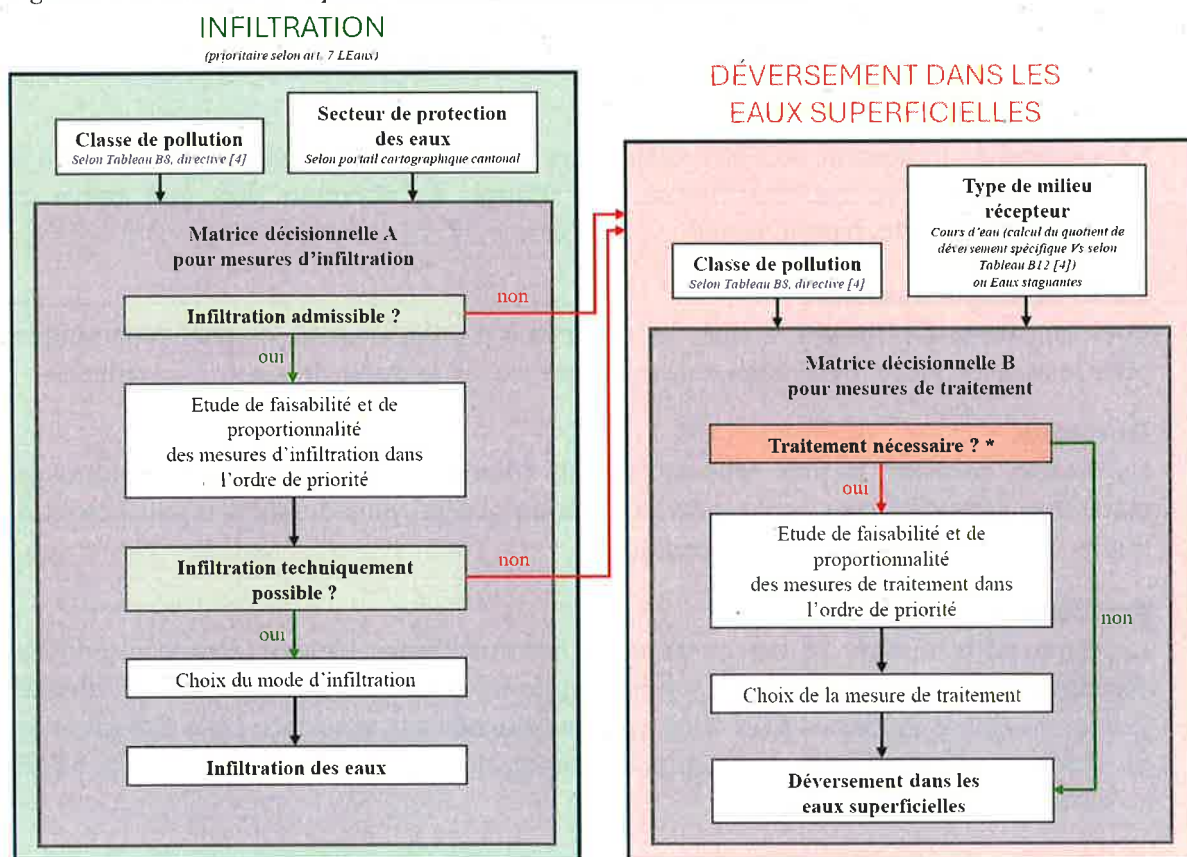 INFILTRATION
(prioritaire selon art. 7 LEaux)
Classe de pollution
Selon Tableau B8, directive [4]
Secteur de protection
des eaux
Selon portail cartographique cantonal
Matrice décisionnelle A
pour mesures d'infiltration
Infiltration admissible ?
non
oui
Etude de faisabilité et de
proportionnalité
des mesures d'infiltration dans
l'ordre de priorité
Infiltration techniquement
possible ?
non
oui
Choix du mode d'infiltration
Infiltration des eaux
DÉVERSEMENT DANS LES
EAUX SUPERFICIELLES
Classe de pollution
Selon Tableau B8, directive [4]
Type de milieu
récepteur
Cours d'eau (calcul du quotient de
déversement spécifique Vs selon
Tableau B12 [4])
ou Eaux stagnantes
Matrice décisionnelle B
pour mesures de traitement
Traitement nécessaire ? *
oui
non
Etude de faisabilité et de
proportionnalité
des mesures de traitement dans
l'ordre de priorité
Choix de la mesure de traitement
Déversement dans les
eaux superficielles